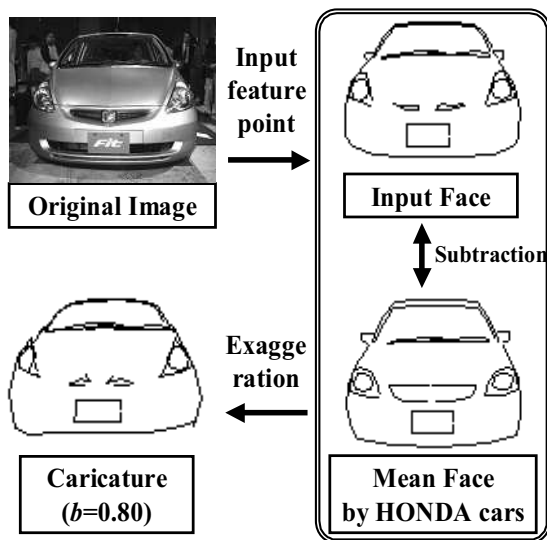 Input
feature
point
Fit
Original Image
Input Face
Subtraction
Exagge
ration
Caricature
(b=0.80)
Mean Face
by HONDA cars